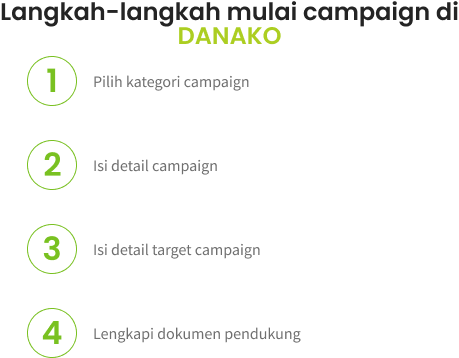 Langkah-langkah mulai campaign di
DANAKO
1 Pilih kategori campaign
2 Isi detail campaign
3 Isi detail target campaign
4 Lengkapi dokumen pendukung